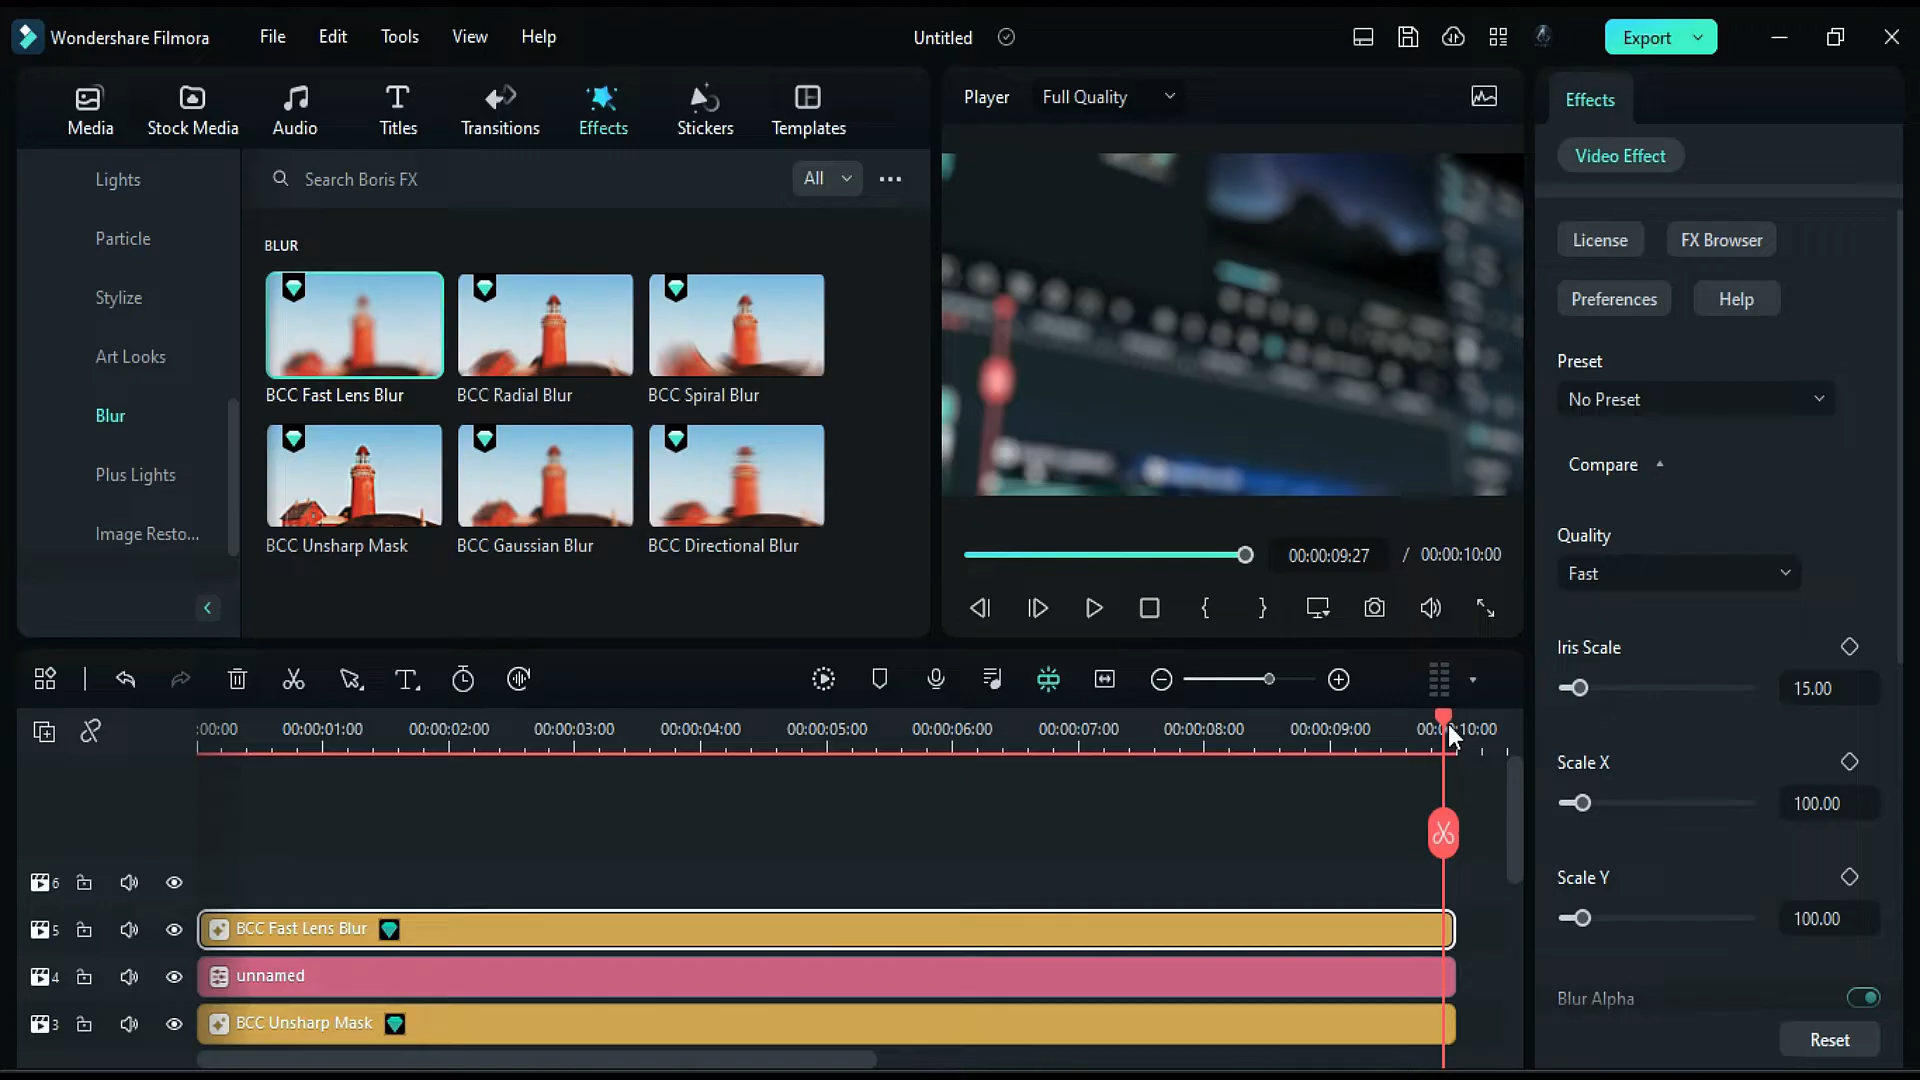 Wondershare Filmora
File
Edit
Tools
View
Help
Untitled
Export
Media
Stock Media
Audio
Titles
Transitions
Effects
Stickers
Templates
Player
Full Quality
Effects
Video Effect
Lights
Particle
Stylize
Art Looks
Blur
Plus Lights
Image Resto...
Search Boris FX
All
BLUR
BCC Fast Lens Blur
BCC Radial Blur
BCC Spiral Blur
BCC Unsharp Mask
BCC Gaussian Blur
BCC Directional Blur
00:00:09:27 / 00:00:10:00
License
FX Browser
Preferences
Help
Preset
No Preset
Compare
Quality
Fast
Iris Scale
15.00
Scale X
100.00
Scale Y
100.00
Blur Alpha
Reset
:00:00
00:00:01:00
00:00:02:00
00:00:03:00
00:00:04:00
00:00:05:00
00:00:06:00
00:00:07:00
00:00:08:00
00:00:09:00
6
5
BCC Fast Lens Blur
4
unnamed
3
BCC Unsharp Mask